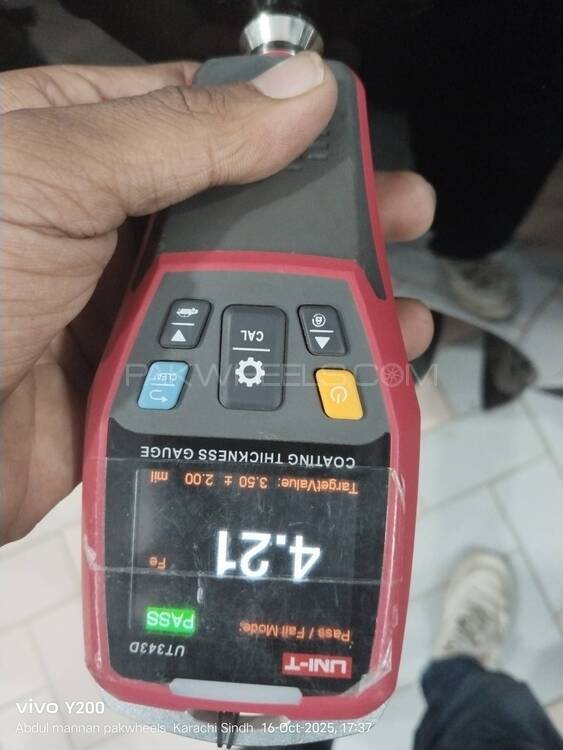 UNI-T
UT343D
Pass / Fail Mode:
PASS
4.21
Fe
TargetValue: 3.50 ± 2.00 mil
COATING THICKNESS GAUGE
CLEAR
CAL
PAKWHEELS.COM
vivo Y200
Abdul mannan pakwheels Karachi Sindh 16-Oct-2025, 17:37